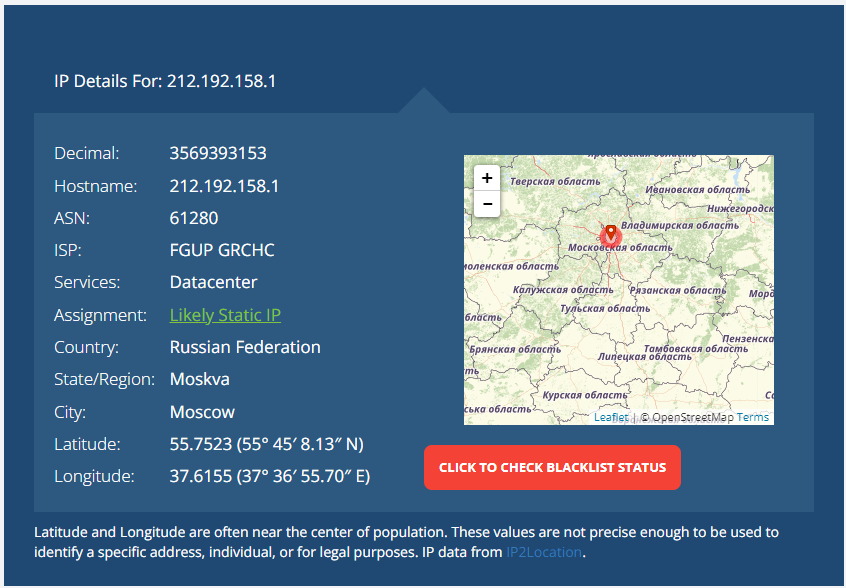 IP Details For: 212.192.158.1
Decimal: 3569393153
Hostname: 212.192.158.1
ASN: 61280
ISP: FGUP GRCHC
Services: Datacenter
Assignment: Likely Static IP
Country: Russian Federation
State/Region: Moskva
City: Moscow
Latitude: 55.7523 (55° 45′ 8.13″ N)
Longitude: 37.6155 (37° 36′ 55.70″ E)
+
−
Тверская область
Ивановская область
Нижегородск
Владимирская область
Московская область
моленская область
Калужская область
Рязанская область
Морд
Тульская область
бласть
Пензенска
Брянская область
Тамбовская область
Липецкая область
Курская область
ська область
Leaflet | © OpenStreetMap Terms
CLICK TO CHECK BLACKLIST STATUS
Latitude and Longitude are often near the center of population. These values are not precise enough to be used to
identify a specific address, individual, or for legal purposes. IP data from IP2Location.